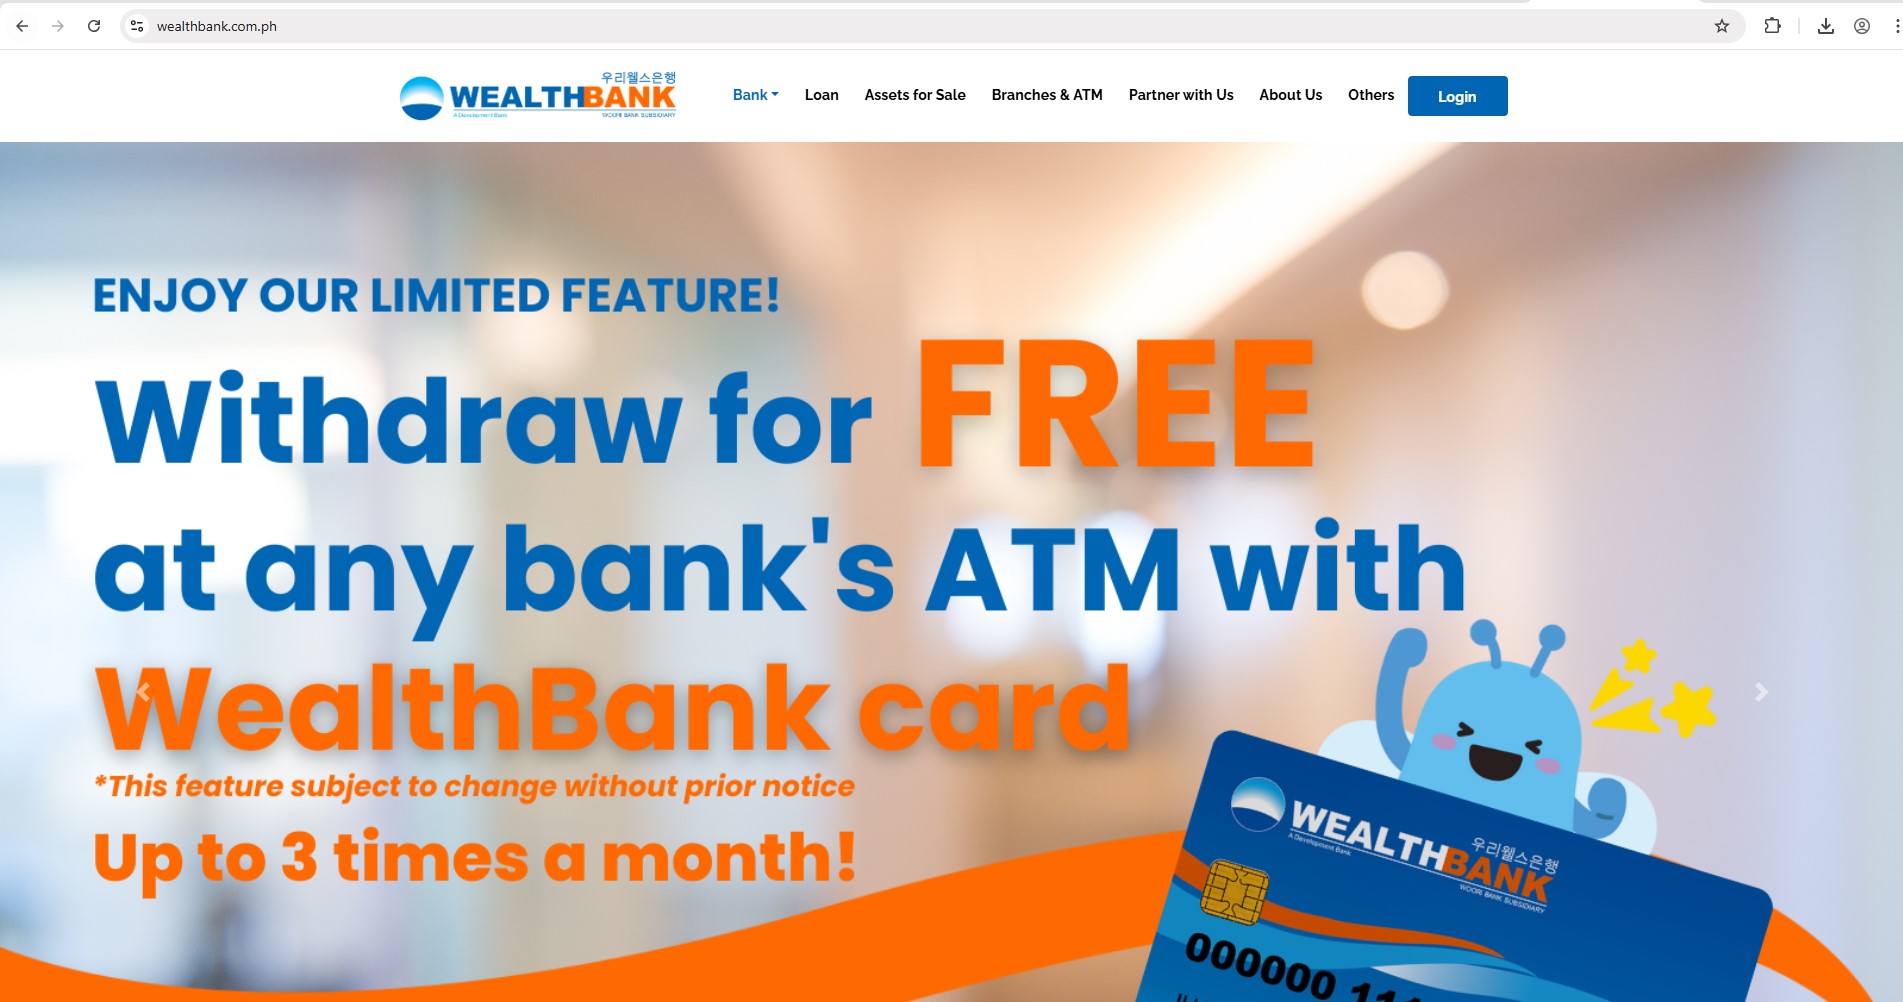 wealthbank.com.ph
우리웰스은행
WEALTHBANK
A Development Bank
WOORI BANK SUBSIDIARY
Bank
Loan
Assets for Sale
Branches & ATM
Partner with Us
About Us
Others
Login
ENJOY OUR LIMITED FEATURE!
Withdraw for FREE
at any bank's ATM with
WealthBank card
*This feature subject to change without prior notice
Up to 3 times a month!
우리웰스은행
WEALTHBANK
A Development Bank
WOORI BANK SUBSIDIARY
000000